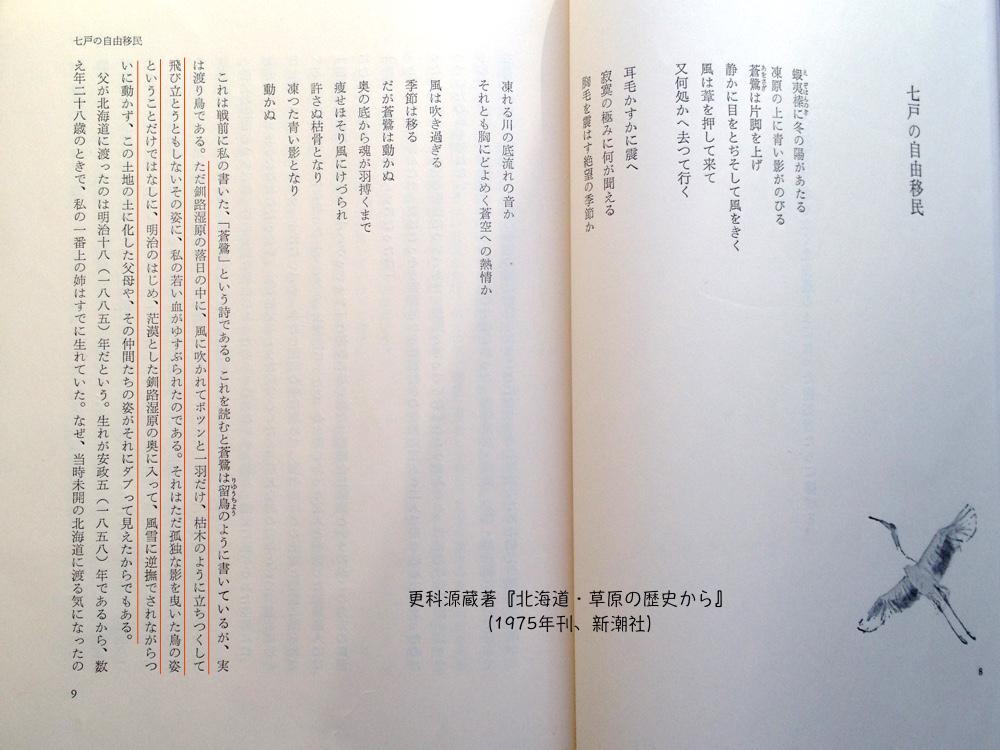 七戸の自由移民
蝦夷榛に冬の陽があたる
凍原の上に青い影がのびる
蒼鷺は片脚を上げ
静かに目をとぢそして風をきく
風は葦を押して来て
又何処かへ去つて行く
耳毛かすかに震へ
寂寞の極みに何が聞える
胸毛を震はす絶望の季節か
8
凍れる川の底流れの音か
それとも胸にどよめく蒼空への熱情か
風は吹き過ぎる
季節は移る
だが蒼鷺は動かぬ
奥の底から魂が羽搏くまで
痩せほそり風にけづられ
許さぬ枯骨となり
凍つた青い影となり
動かぬ
これは戦前に私の書いた、「蒼鷺」という詩である。これを読むと蒼鷺は留鳥のように書いているが、実
は渡り鳥である。ただ釧路湿原の落日の中に、風に吹かれてポツンと一羽だけ、枯木のように立ちつくして
飛び立とうともしないその姿に、私の若い血がゆすぶられたのである。それはただ孤独な影を曳いた鳥の姿
ということだけではなしに、明治のはじめ、茫漠とした釧路湿原の奥に入って、風雪に逆撫でされながらつ
いに動かず、この土地の土に化した父母や、その仲間たちの姿がそれにダブって見えたからでもある。
父が北海道に渡ったのは明治十八（一八八五）年だという。生れが安政五（一八五八）年であるから、数
え年二十八歳のときで、私の一番上の姉はすでに生れていた。なぜ、当時未開の北海道に渡る気になったの
七戸の自由移民
9
更科源蔵著『北海道・草原の歴史から』
(1975年刊、新潮社)